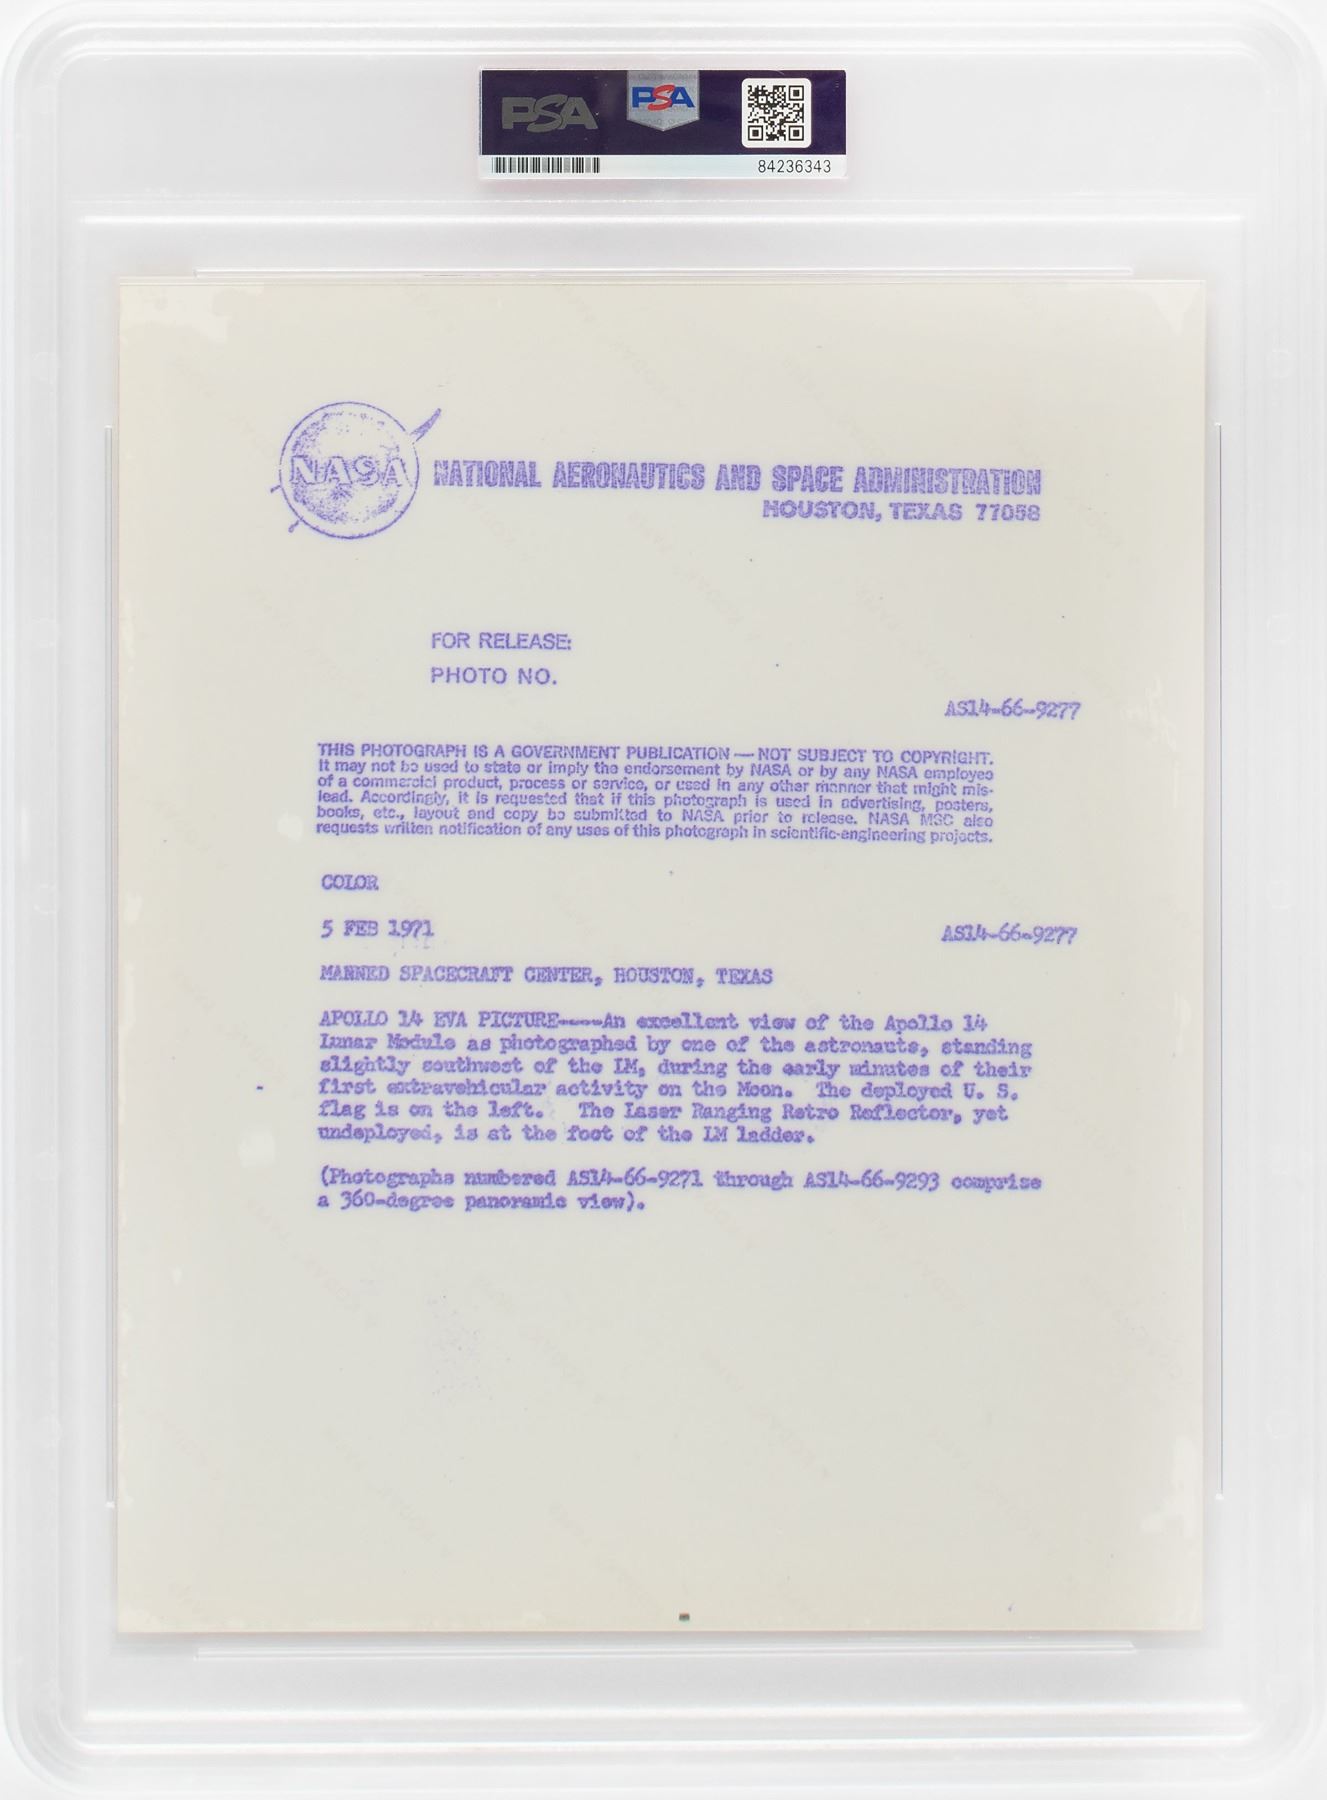 PSA
PSA
84236343
NASA
NATIONAL AERONAUTICS AND SPACE ADMINISTRATION
HOUSTON, TEXAS 77058
FOR RELEASE:
PHOTO NO.
AS14-66-9277
THIS PHOTOGRAPH IS A GOVERNMENT PUBLICATION — NOT SUBJECT TO COPYRIGHT.
It may not be used to state or imply the endorsement by NASA or by any NASA employee
of a commercial product, process or service, or used in any other manner that might mis-
lead. Accordingly, it is requested that if this photograph is used in advertising, posters,
books, etc., layout and copy be submitted to NASA prior to release. NASA MSC also
requests written notification of any uses of this photograph in scientific-engineering projects.
COLOR
5 FEB 1971
AS14-66-9277
MANNED SPACECRAFT CENTER, HOUSTON, TEXAS
APOLLO 14 EVA PICTURE----An excellent view of the Apollo 14
Lunar Module as photographed by one of the astronauts, standing
slightly southwest of the LM, during the early minutes of their
first extravehicular activity on the Moon. The deployed U. S.
flag is on the left. The Laser Ranging Retro Reflector, yet
undeployed, is at the foot of the LM ladder.
(Photographs numbered AS14-66-9271 through AS14-66-9293 comprise
a 360-degree panoramic view).